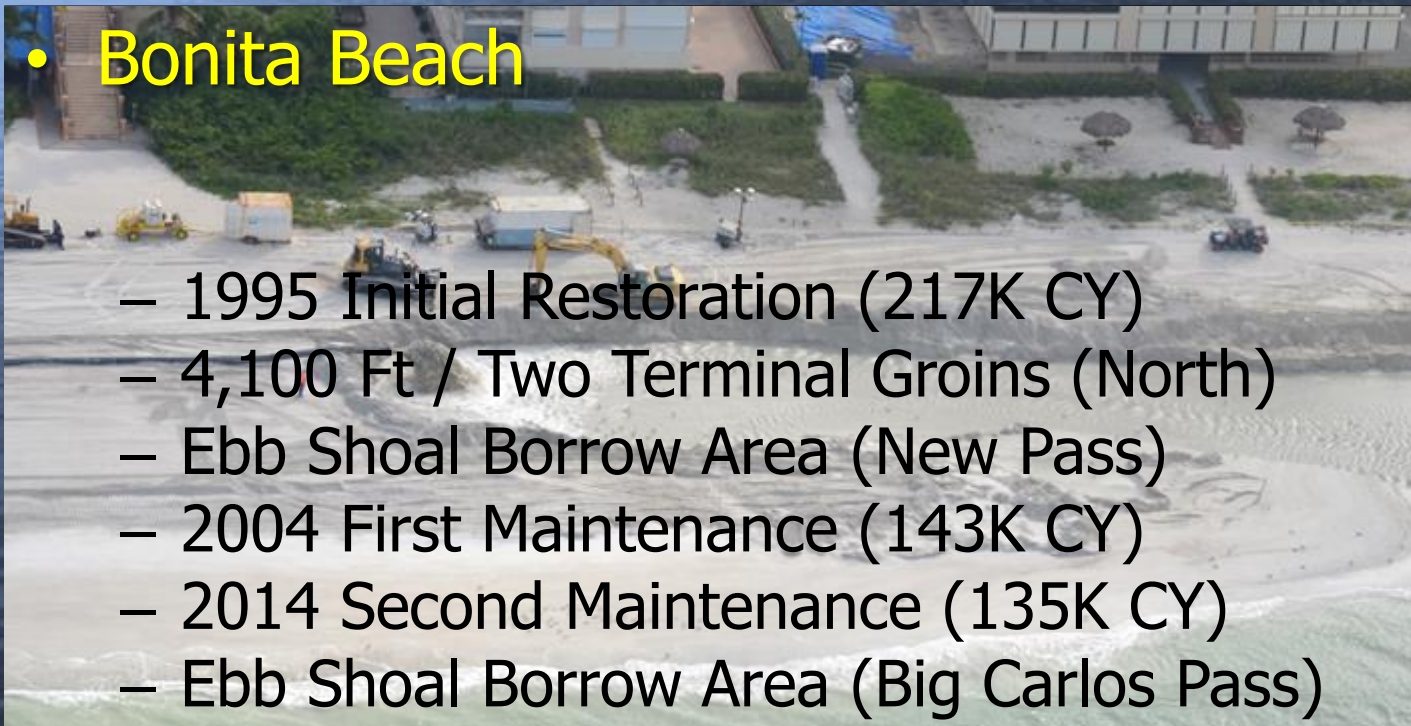 • Bonita Beach
– 1995 Initial Restoration (217K CY)
– 4,100 Ft / Two Terminal Groins (North)
– Ebb Shoal Borrow Area (New Pass)
– 2004 First Maintenance (143K CY)
– 2014 Second Maintenance (135K CY)
– Ebb Shoal Borrow Area (Big Carlos Pass)